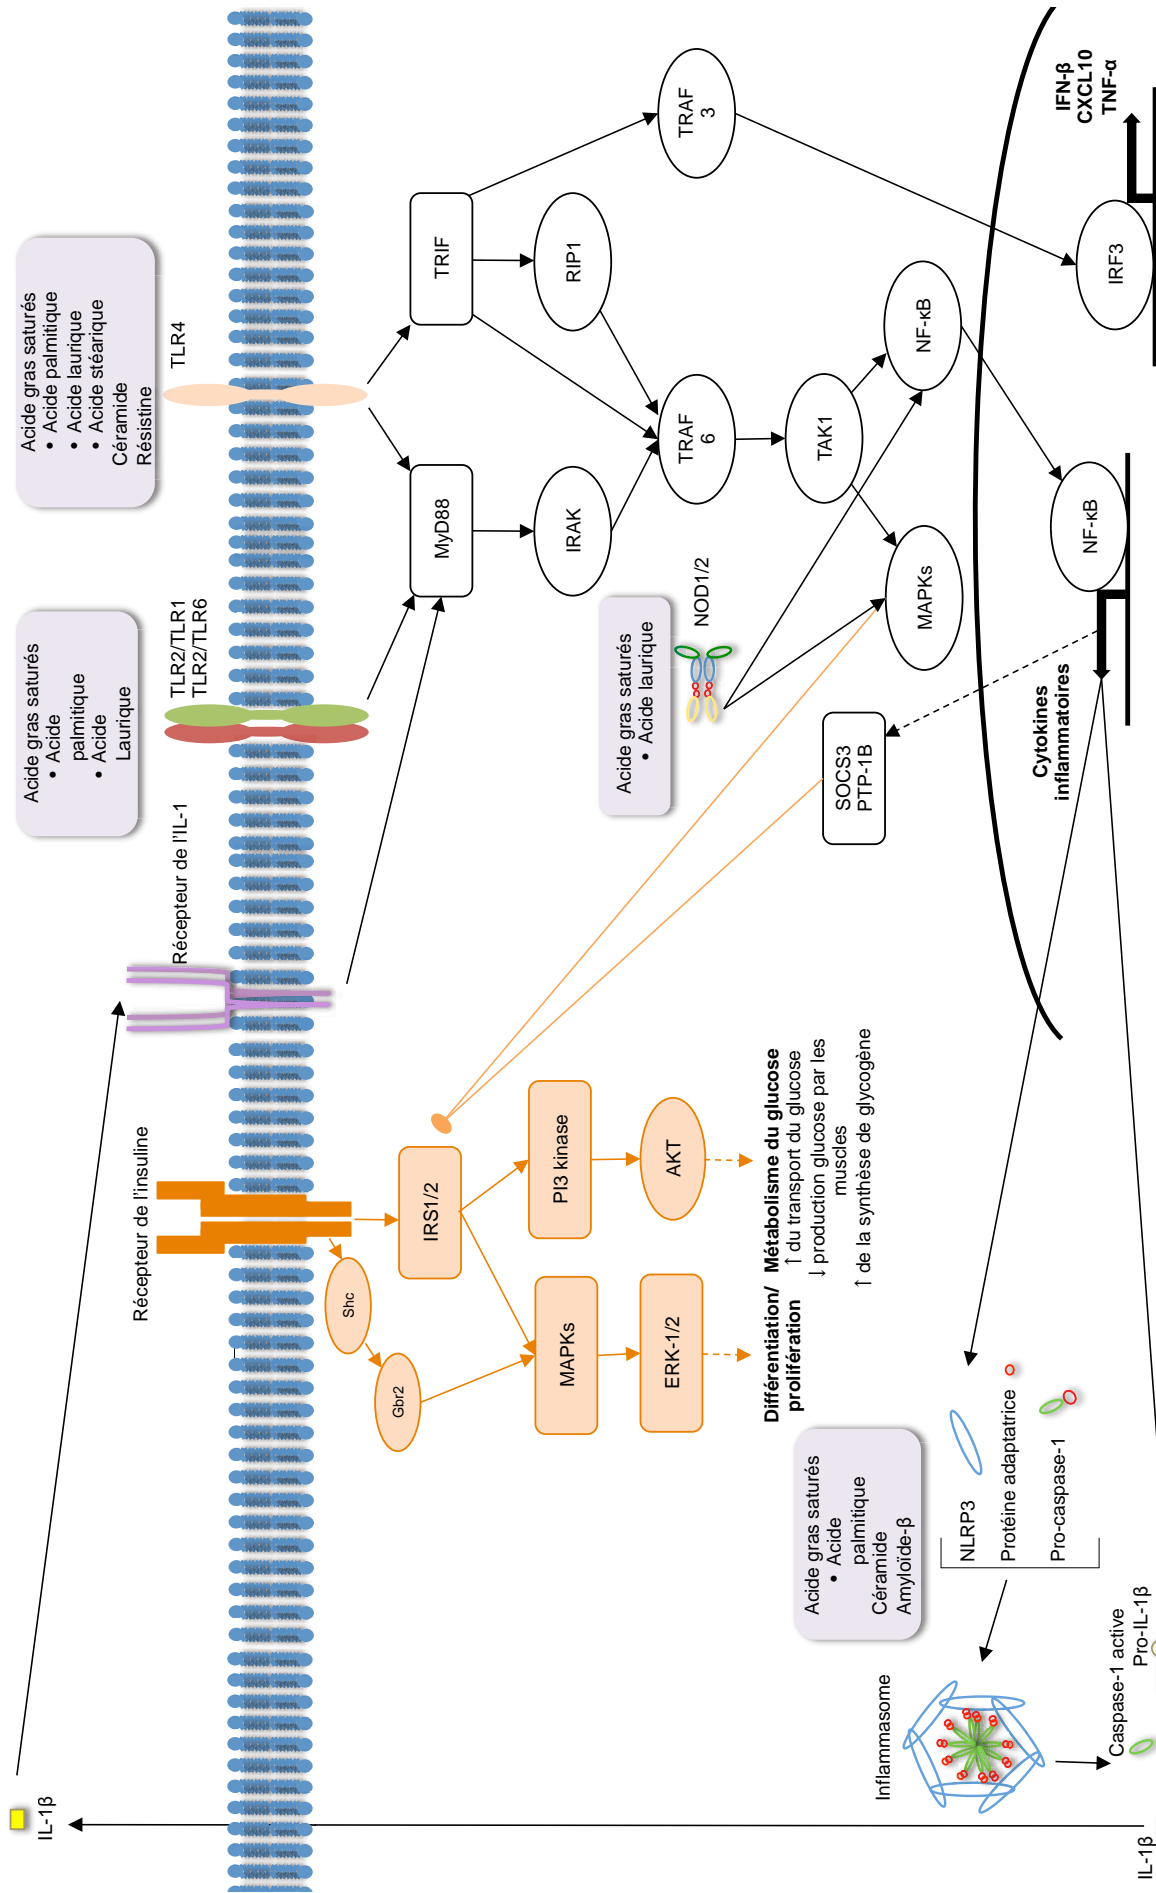 IL-1β
Récepteur de l'insuline
Récepteur de l'IL-1
Acide gras saturés
• Acide
palmitique
• Acide
Laurique
TLR2/TLR1
TLR2/TLR6
Acide gras saturés
• Acide palmitique
• Acide laurique
• Acide stéarique
Céramide
Résistine
TLR4
Shc
Gbr2
IRS1/2
MAPKs
PI3 kinase
ERK-1/2
AKT
Différentiation/
prolifération
Métabolisme du glucose
↑ du transport du glucose
↓ production glucose par les
muscles
↑ de la synthèse de glycogène
MyD88
TRIF
IRAK
RIP1
TRAF
6
TRAF
3
Acide gras saturés
• Acide laurique
NOD1/2
TAK1
MAPKs
NF-κB
SOCS3
PTP-1B
Acide gras saturés
• Acide
palmitique
Céramide
Amyloïde-β
Inflammasome
NLRP3
Protéine adaptatrice
Pro-caspase-1
Cytokines
inflammatoires
NF-κB
IRF3
IFN-β
CXCL10
TNF-α
Caspase-1 active
Pro-IL-1β
IL-1β